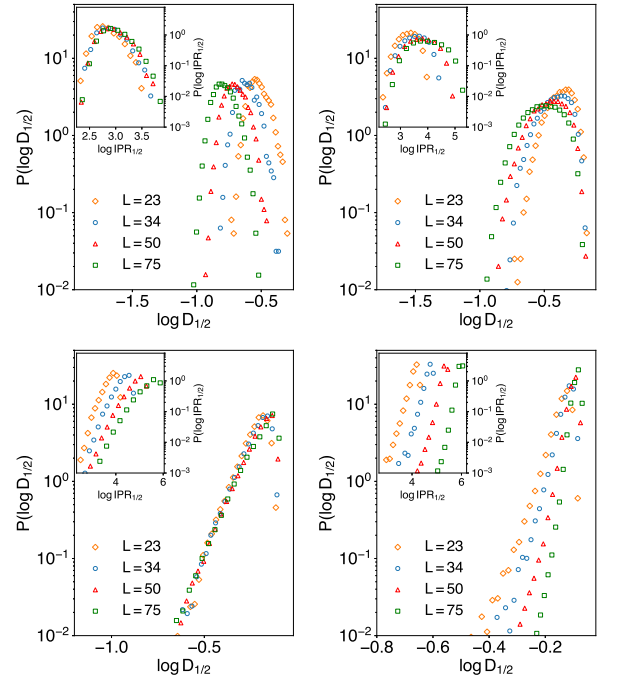 10¹
10⁰
10⁻¹
10⁻²
P(log D₁/₂)
−1.5
−1.0
−0.5
log D₁/₂
L = 23
L = 34
L = 50
L = 75
2.5
3.0
3.5
log IPR₁/₂
10⁰
10⁻¹
10⁻²
10⁻³
P(log IPR₁/₂)
10¹
10⁰
10⁻¹
10⁻²
P(log D₁/₂)
−1.5
−1.0
−0.5
log D₁/₂
L = 23
L = 34
L = 50
L = 75
3
4
5
log IPR₁/₂
10⁰
10⁻¹
10⁻²
10⁻³
P(log IPR₁/₂)
10¹
10⁰
10⁻¹
10⁻²
P(log D₁/₂)
−1.0
−0.5
log D₁/₂
L = 23
L = 34
L = 50
L = 75
4
6
log IPR₁/₂
10⁰
10⁻¹
10⁻²
10⁻³
P(log IPR₁/₂)
10¹
10⁰
10⁻¹
10⁻²
P(log D₁/₂)
−0.8
−0.6
−0.4
−0.2
log D₁/₂
L = 23
L = 34
L = 50
L = 75
4
6
log IPR₁/₂
10⁰
10⁻¹
10⁻²
10⁻³
P(log IPR₁/₂)